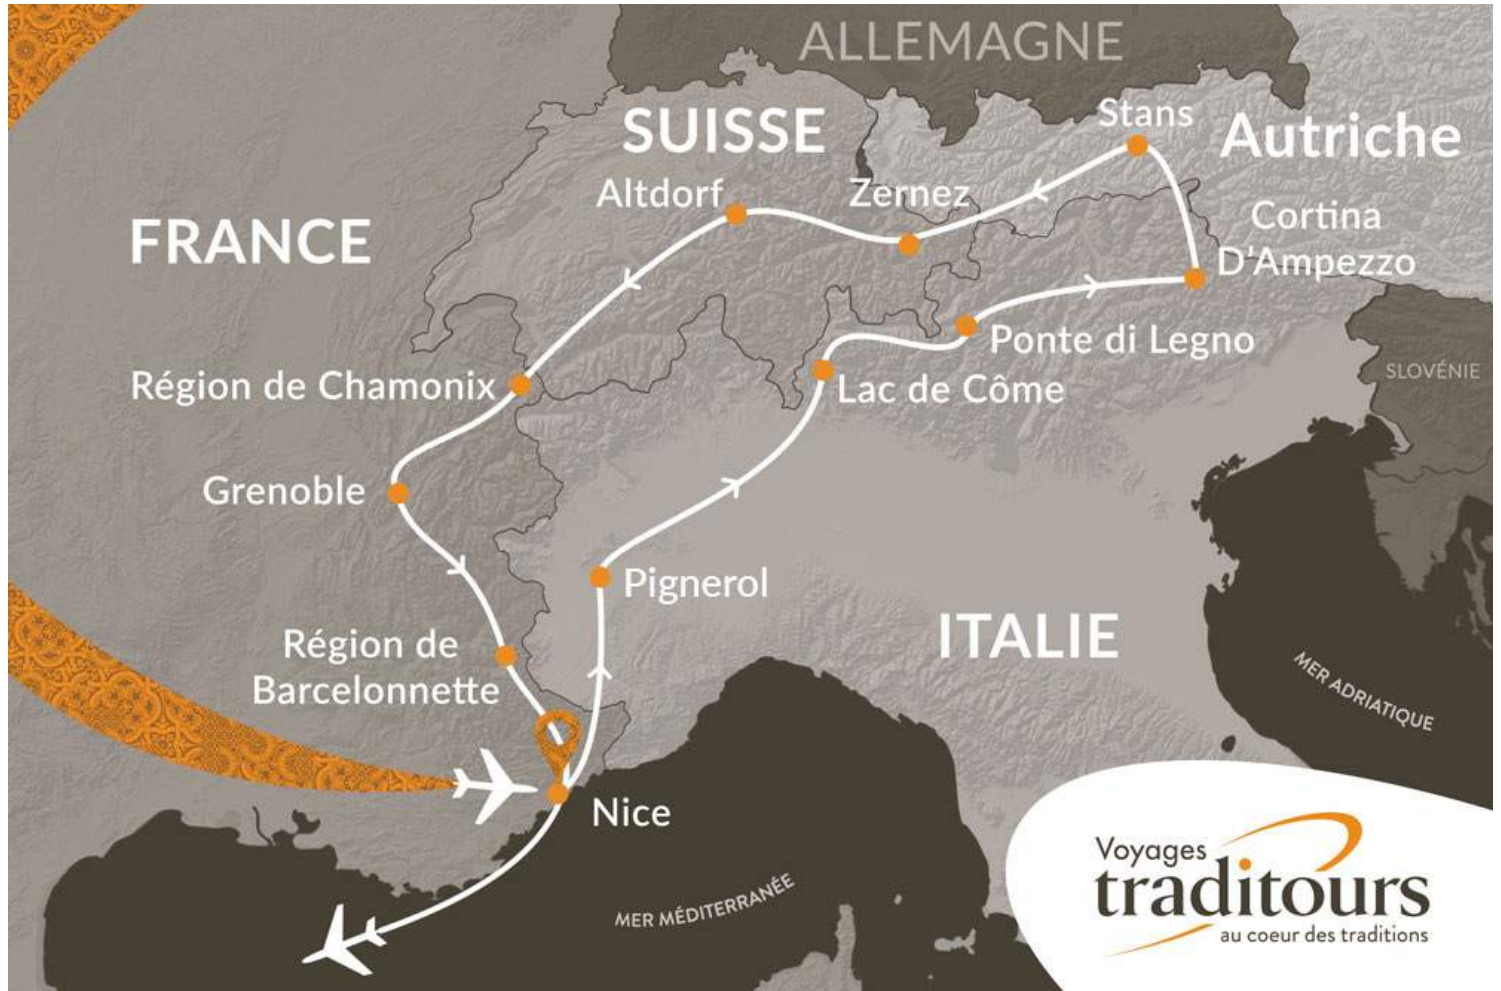 ALLEMAGNE
SUISSE
Stans
Autriche
Altdorf
Zernez
FRANCE
Cortina
D'Ampezzo
Ponte di Legno
SLOVÉNIE
Région de Chamonix
Lac de Côme
Grenoble
Pignerol
ITALIE
Région de
Barcelonnette
MER ADRIATIQUE
Nice
MER MÉDITERRANÉE
Voyages
traditours
au coeur des traditions